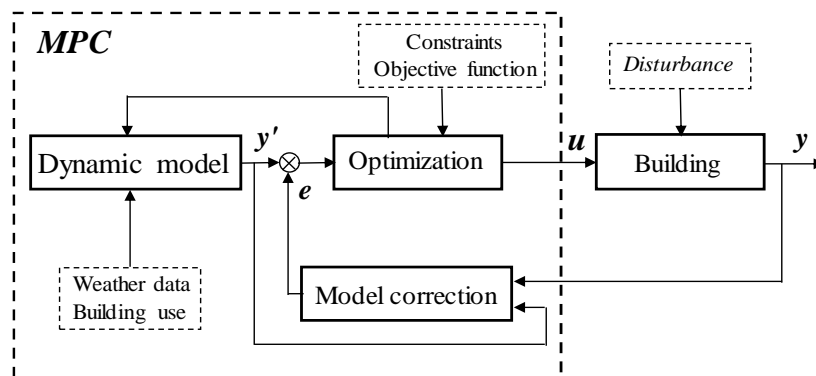 MPC
Constraints
Objective function
Disturbance
Dynamic model
y'
e
Optimization
u
Building
y
Weather data
Building use
Model correction